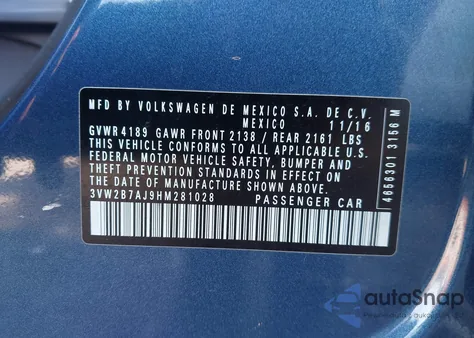 MFD BY VOLKSWAGEN DE MEXICO S.A. DE C.V.
MEXICO 11/16
GVWR 4189 GAWR FRONT 2138 / REAR 2161 LBS
THIS VEHICLE CONFORMS TO ALL APPLICABLE U.S.
FEDERAL MOTOR VEHICLE SAFETY, BUMPER AND
THEFT PREVENTION STANDARDS IN EFFECT ON
THE DATE OF MANUFACTURE SHOWN ABOVE
3VW2B7AJ9HM281028 PASSENGER CAR
4656301 3156 M
autoSnap